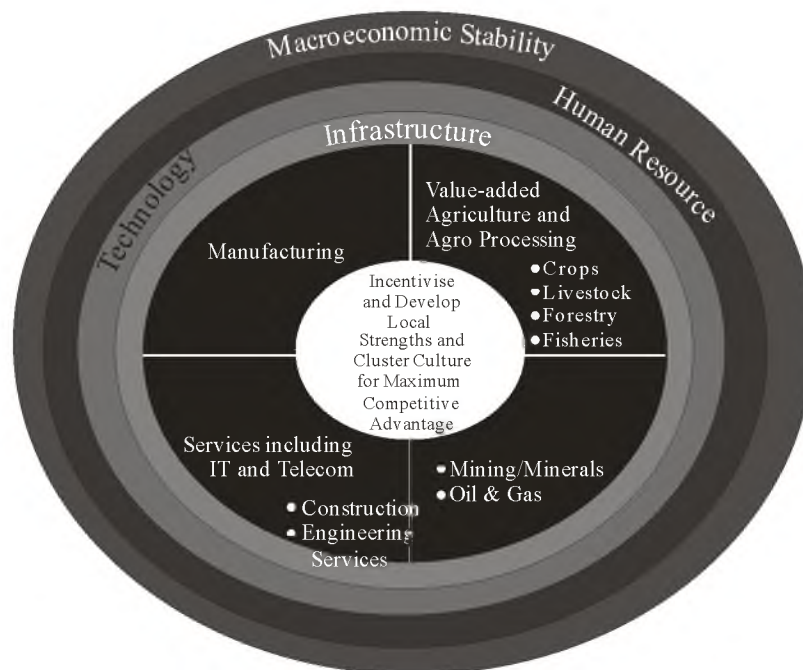 Macroeconomic Stability
Human Resource
Technology
Infrastructure
Manufacturing
Value-added
Agriculture and
Agro Processing
●Crops
●Livestock
●Forestry
●Fisheries
Incentivise
and Develop
Local
Strengths and
Cluster Culture
for Maximum
Competitive
Advantage
Services including
IT and Telecom
●Construction
●Engineering
Services
●Mining/Minerals
●Oil & Gas